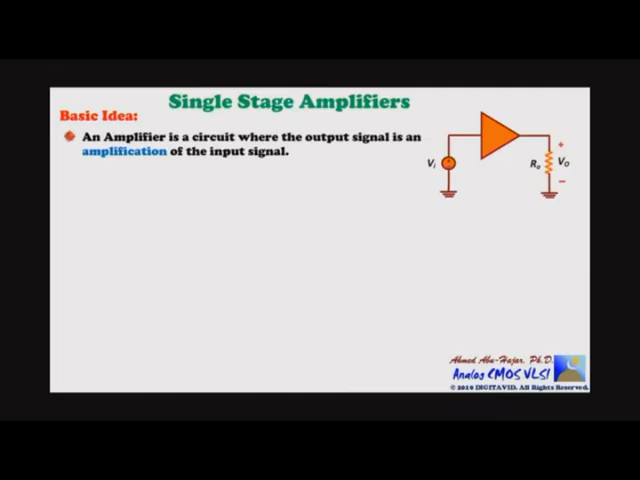 Single Stage Amplifiers
Basic Idea:
An Amplifier is a circuit where the output signal is an
amplification of the input signal.
Vi
Ro
+
VO
−
Ahmed Abu-Hajar, Ph.D.
Analog CMOS VLSI
© 2010 DIGITAVID. All Rights Reserved.